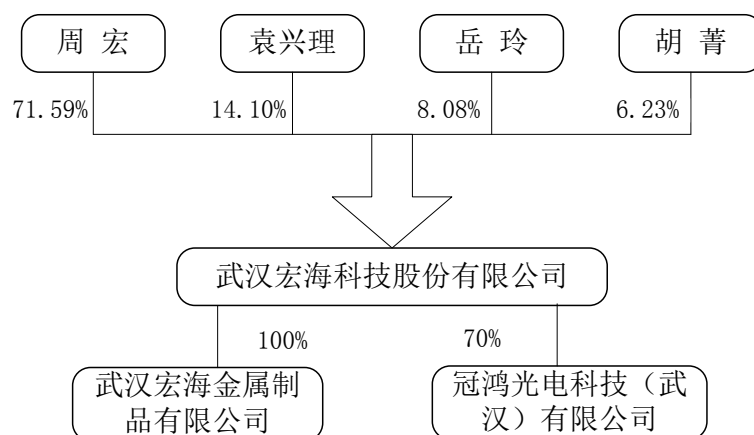 周 宏
袁兴理
岳 玲
胡 菁
71.59%
14.10%
8.08%
6.23%
武汉宏海科技股份有限公司
100%
70%
武汉宏海金属制
品有限公司
冠鸿光电科技（武
汉）有限公司